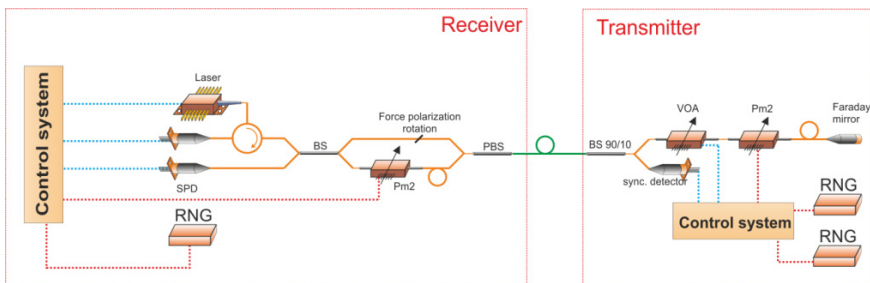 Receiver
Transmitter
Control system
Laser
SPD
BS
Force polarization
rotation
Pm2
PBS
RNG
BS 90/10
sync. detector
VOA
Pm2
Faraday
mirror
Control system
RNG
RNG